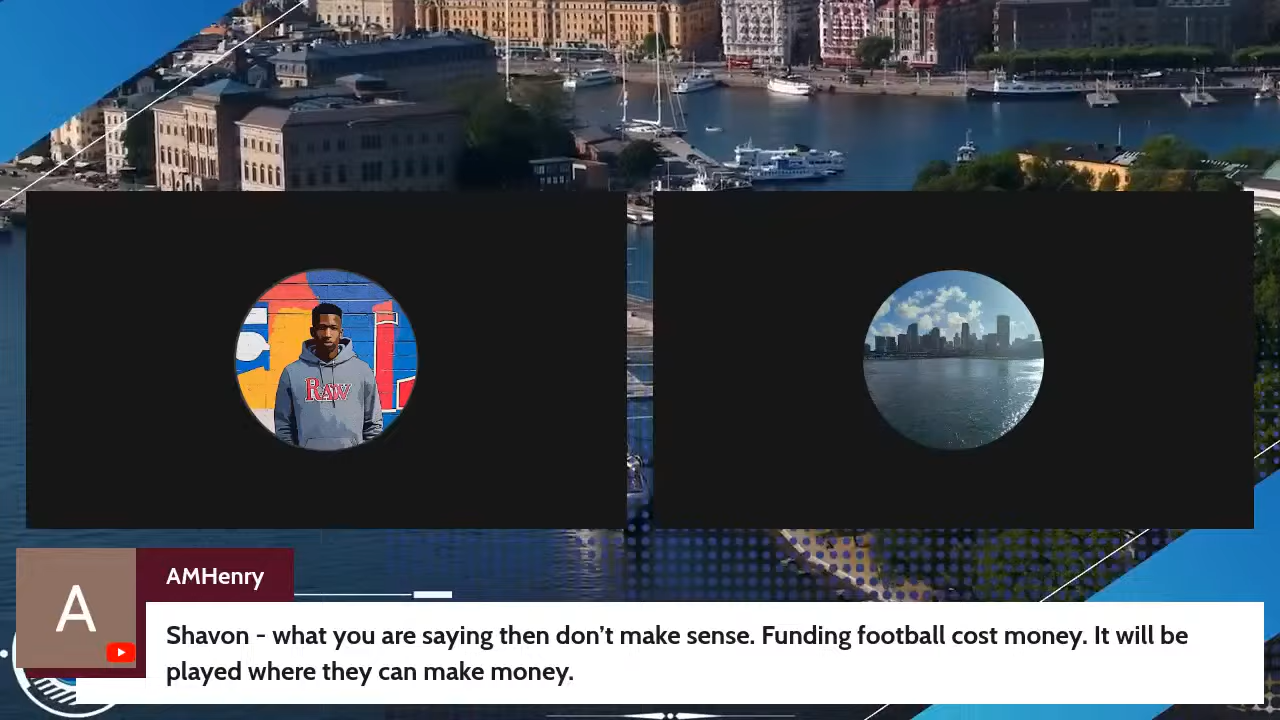 RAW
A
AMHenry
Shavon - what you are saying then don’t make sense. Funding football cost money. It will be
played where they can make money.